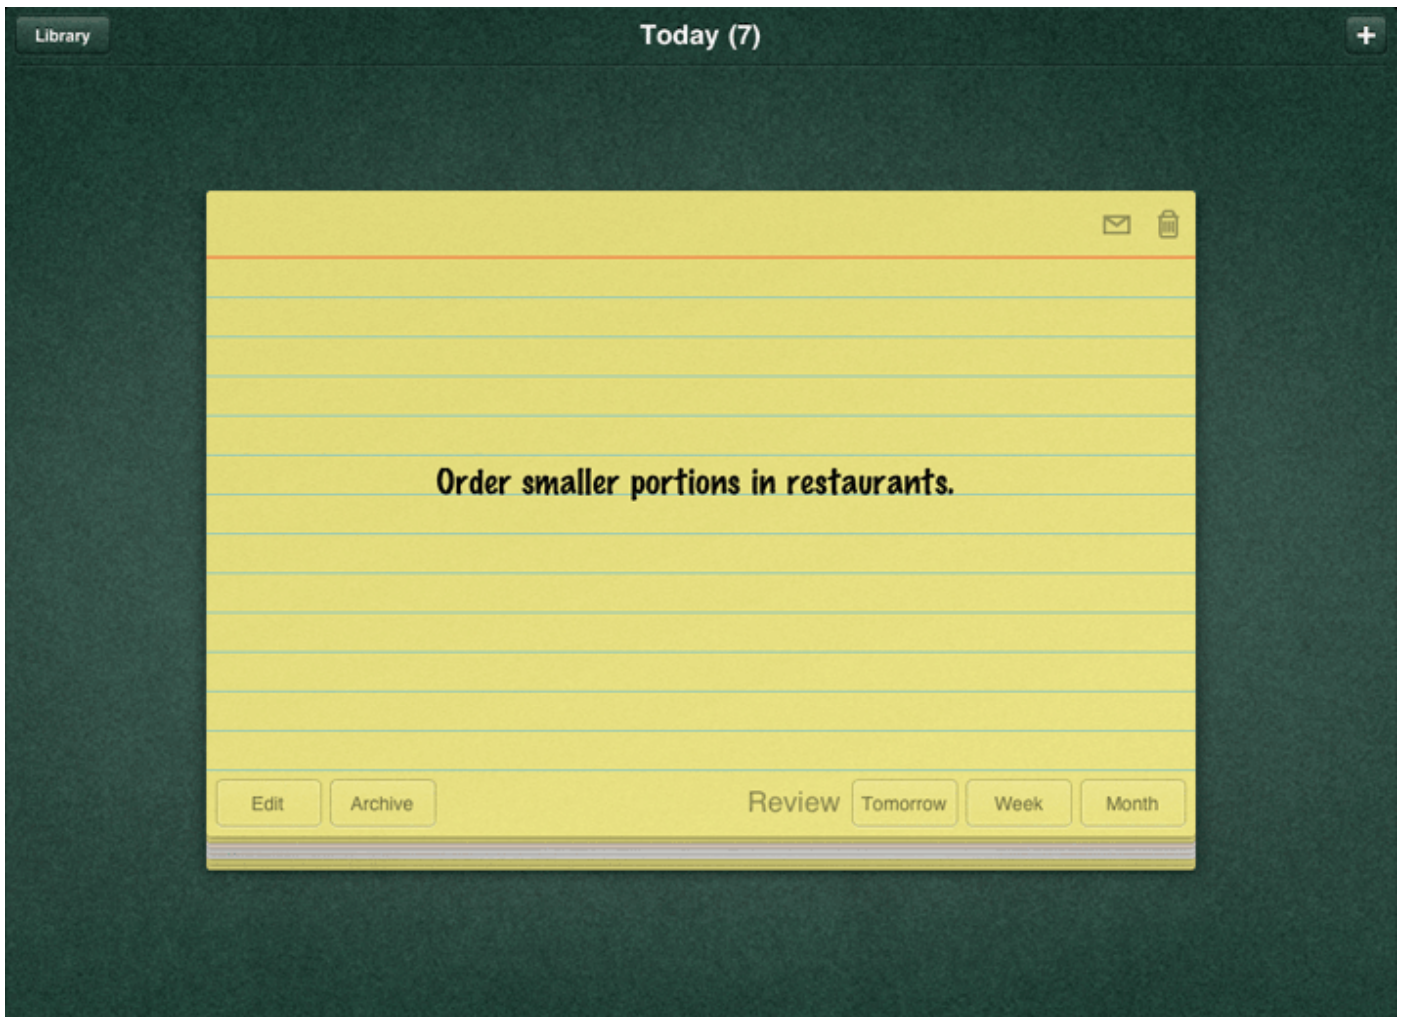 Library
Today (7)
+
Order smaller portions in restaurants.
Edit
Archive
Review
Tomorrow
Week
Month